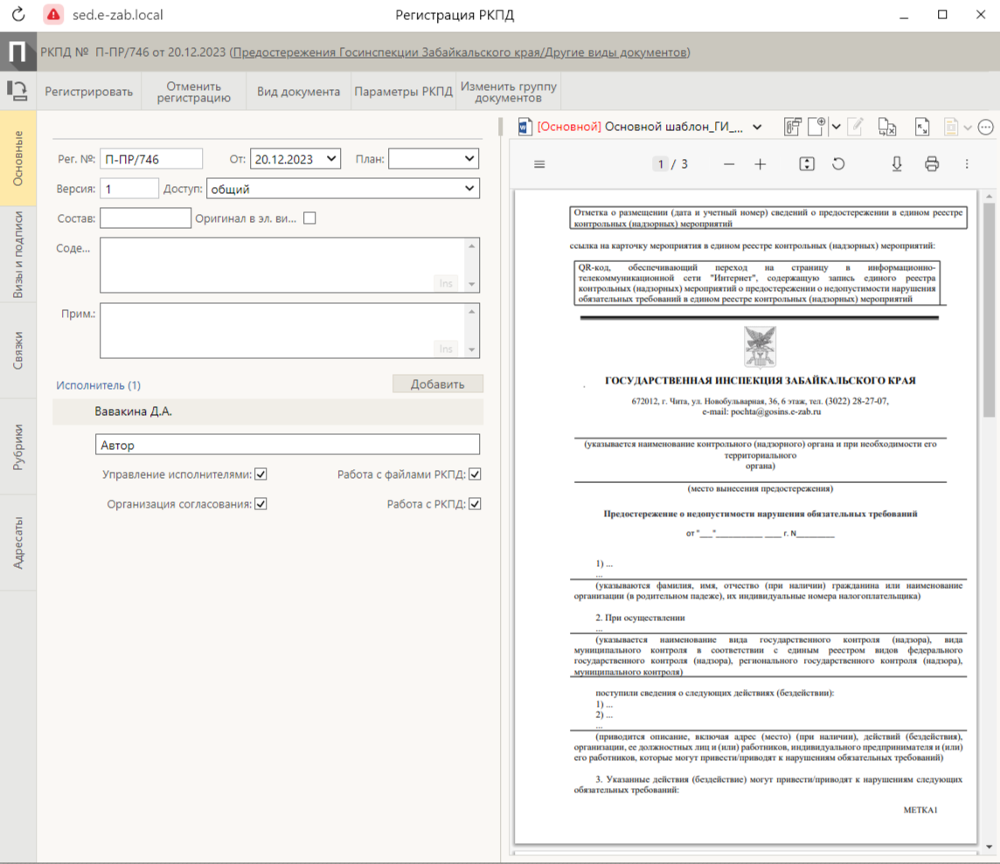 sed.e-zab.local
Регистрация РКПД
П
РКПД № П-ПР/746 от 20.12.2023 (Предостережения Госинспекции Забайкальского края/Другие виды документов)
Регистрировать
Отменить
регистрацию
Вид документа
Параметры РКПД
Изменить группу
документов
Основные
Визы и подписи
Связки
Рубрики
Адресаты
Рег. №: П-ПР/746 От: 20.12.2023 План:
Версия: 1 Доступ: общий
Состав: Оригинал в эл. ви...
Соде...
Ins
Прим.:
Ins
Исполнитель (1) Добавить
Вавакина Д.А.
Автор
Управление исполнителями: Работа с файлами РКПД:
Организация согласования: Работа с РКПД:
W [Основной] Основной шаблон_ГИ_...
1 / 3
Отметка о размещении (дата и учетный номер) сведений о предостережении в едином реестре
контрольных (надзорных) мероприятий
ссылка на карточку мероприятия в едином реестре контрольных (надзорных) мероприятий:
QR-код, обеспечивающий переход на страницу в информационно-
телекоммуникационной сети "Интернет", содержащую запись единого реестра
контрольных (надзорных) мероприятий о предостережении о недопустимости нарушения
обязательных требований в едином реестре контрольных (надзорных) мероприятий
ГОСУДАРСТВЕННАЯ ИНСПЕКЦИЯ ЗАБАЙКАЛЬСКОГО КРАЯ
672012, г. Чита, ул. Новобульварная, 36, 6 этаж, тел. (3022) 28-27-07,
e-mail: pochta@gosins.e-zab.ru
(указывается наименование контрольного (надзорного) органа и при необходимости его
территориального
органа)
(место вынесения предостережения)
Предостережение о недопустимости нарушения обязательных требований
от "___"___________ ____ г. N_________
1) ...
...
(указываются фамилия, имя, отчество (при наличии) гражданина или наименование
организации (в родительном падеже), их индивидуальные номера налогоплательщика)
2. При осуществлении
...
(указывается наименование вида государственного контроля (надзора), вида
муниципального контроля в соответствии с единым реестром видов федерального
государственного контроля (надзора), регионального государственного контроля (надзора),
муниципального контроля)
поступили сведения о следующих действиях (бездействии):
1) ...
2) ...
...
(приводится описание, включая адрес (место) (при наличии), действий (бездействия),
организации, ее должностных лиц и (или) работников, индивидуального предпринимателя и (или)
его работников, которые могут привести/приводят к нарушениям обязательных требований)
3. Указанные действия (бездействие) могут привести/приводят к нарушениям следующих
обязательных требований:
МЕТКА1